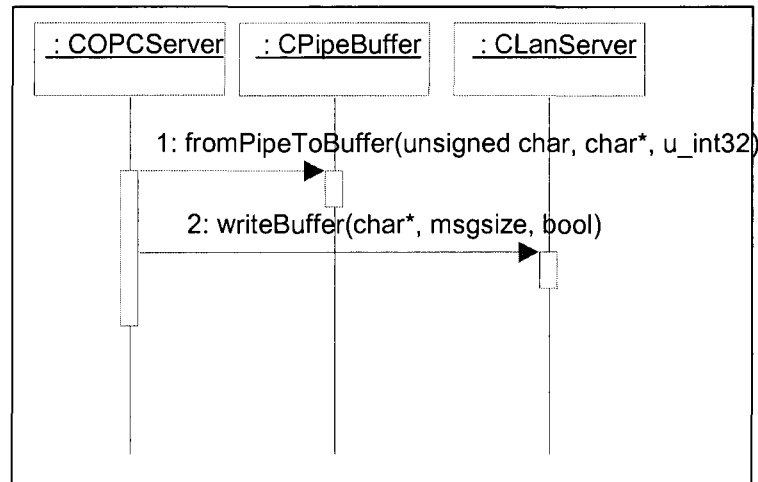 : COPCServer : CPipeBuffer : CLanServer
1: fromPipeToBuffer(unsigned char, char*, u_int32)
2: writeBuffer(char*, msgsize, bool)